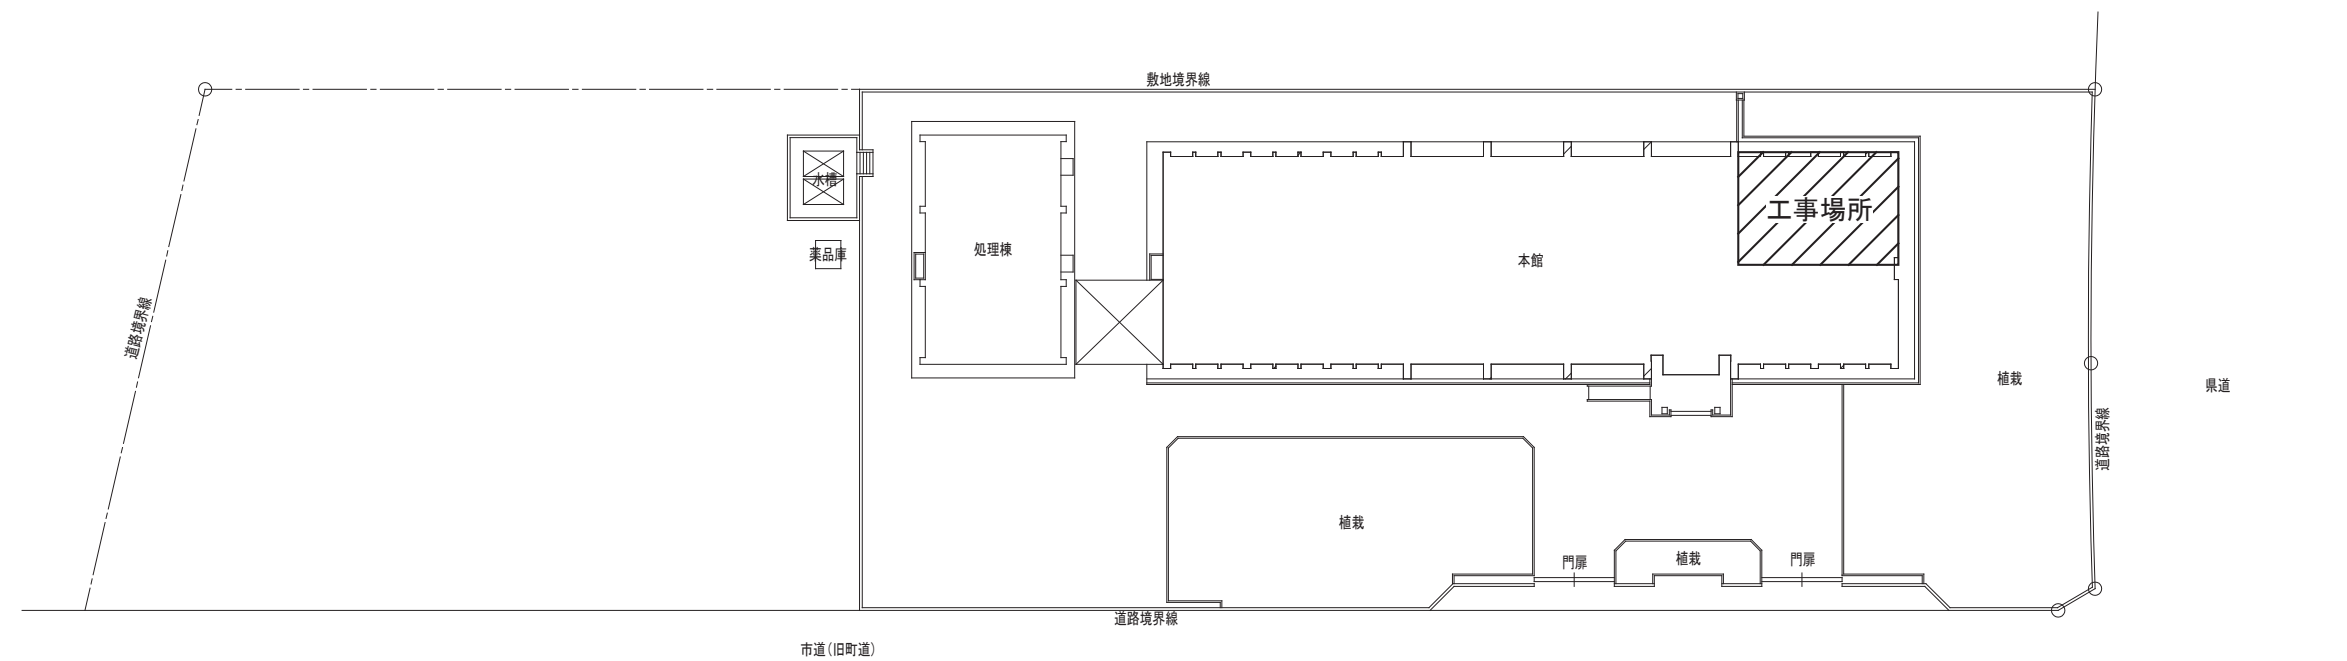 敷地境界線
水槽
工事場所
処理棟
薬品庫
本館
道路境界線
植栽
県道
道路境界線
植栽
門扉
植栽
門扉
道路境界線
市道(旧町道)